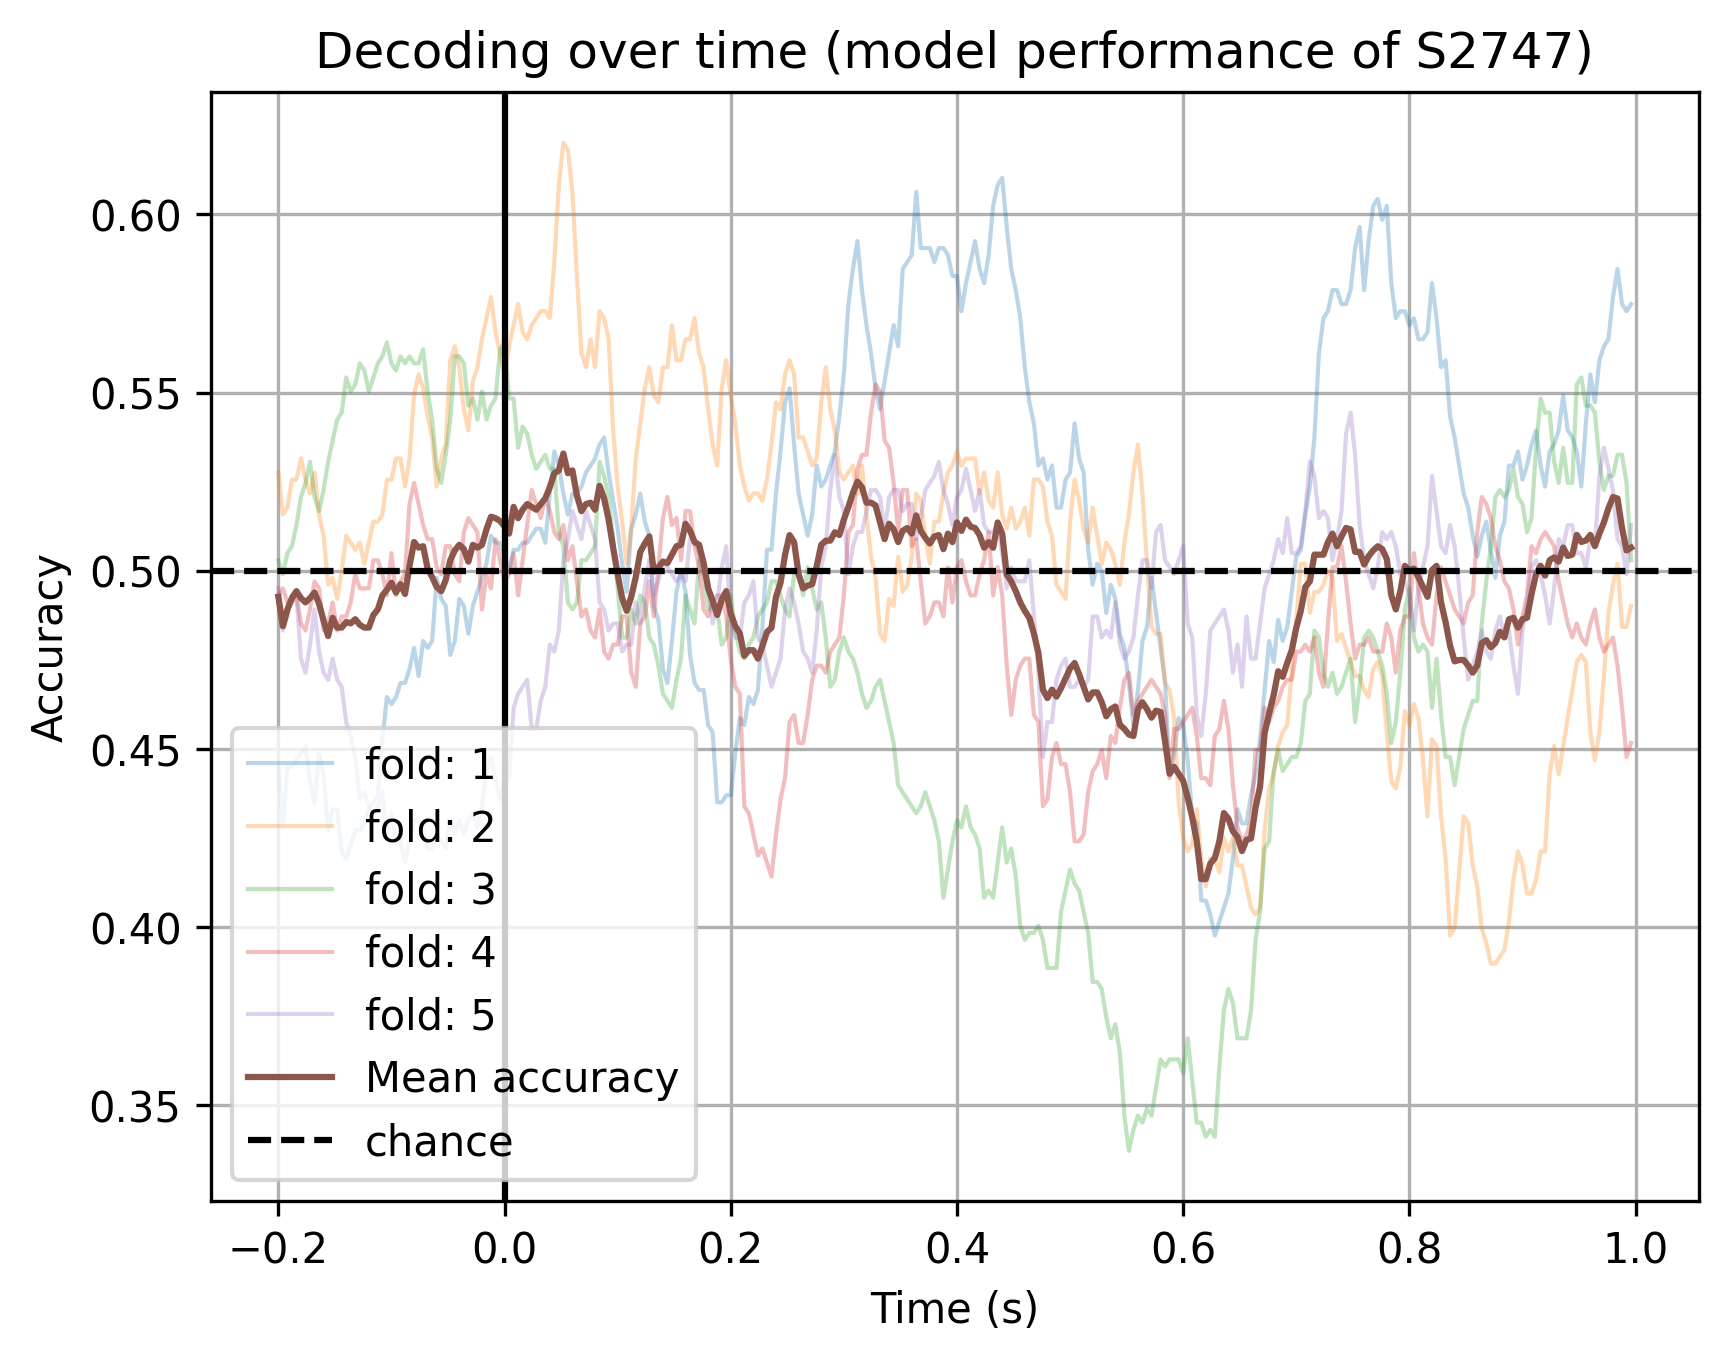 Decoding over time (model performance of S2747)
Accuracy
0.60
0.55
0.50
0.45
0.40
0.35
fold: 1
fold: 2
fold: 3
fold: 4
fold: 5
Mean accuracy
chance
−0.2 0.0 0.2 0.4 0.6 0.8 1.0
Time (s)